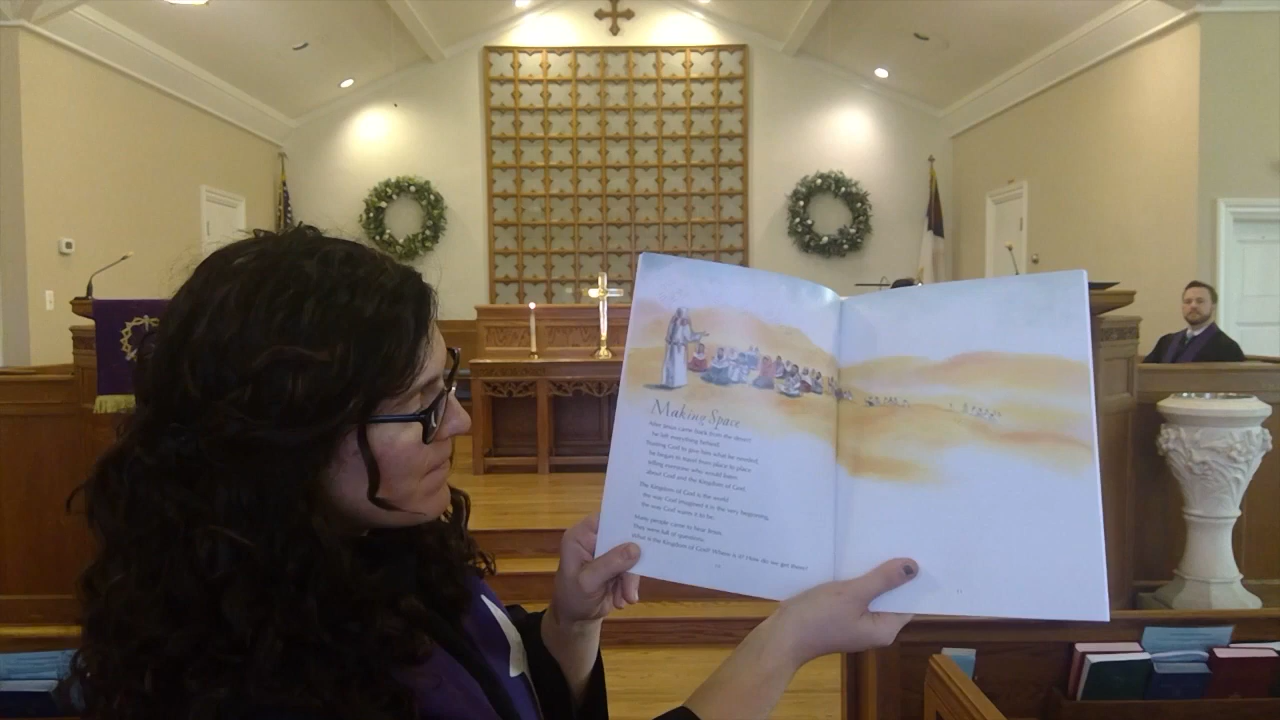 Making Space
After Jesus came back from the desert
he left everything behind.
Trusting God to give him what he needed,
he began to travel from place to place
telling everyone who would listen
about God and the Kingdom of God.
The Kingdom of God is the world
the way God imagined it in the very beginning,
the way God wants it to be.
Many people came to hear Jesus.
They were full of questions.
What is the Kingdom of God? Where is it? How do we get there?